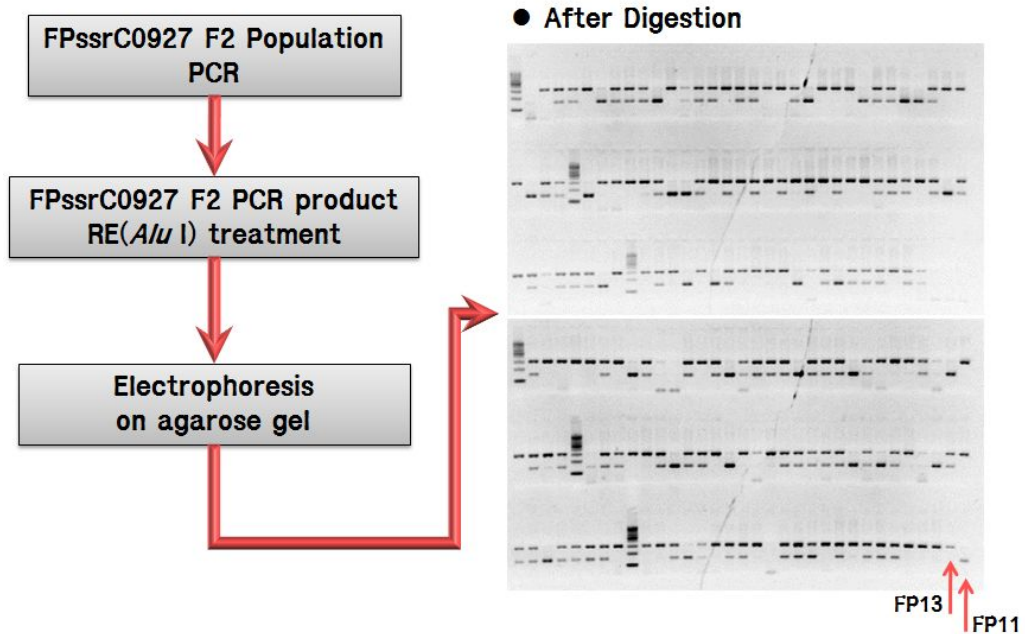 FPssrC0927 F2 Population
PCR
FPssrC0927 F2 PCR product
RE(Alu I) treatment
Electrophoresis
on agarose gel
● After Digestion
FP13
FP11